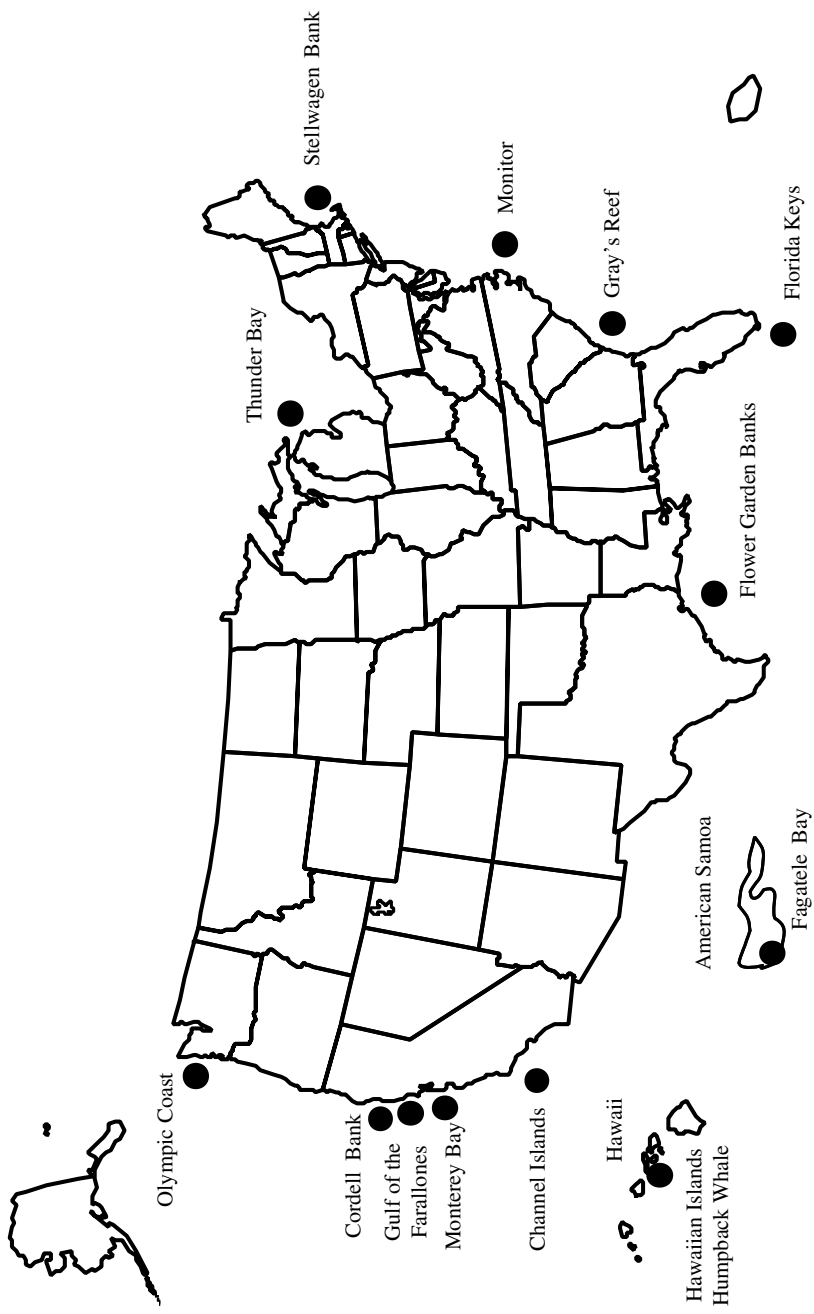 Olympic Coast
Thunder Bay
Stellwagen Bank
Cordell Bank
Gulf of the
Farallones
Monterey Bay
Channel Islands
Monitor
Gray's Reef
Hawaii
Hawaiian Islands
Humpback Whale
American Samoa
Fagatele Bay
Flower Garden Banks
Florida Keys